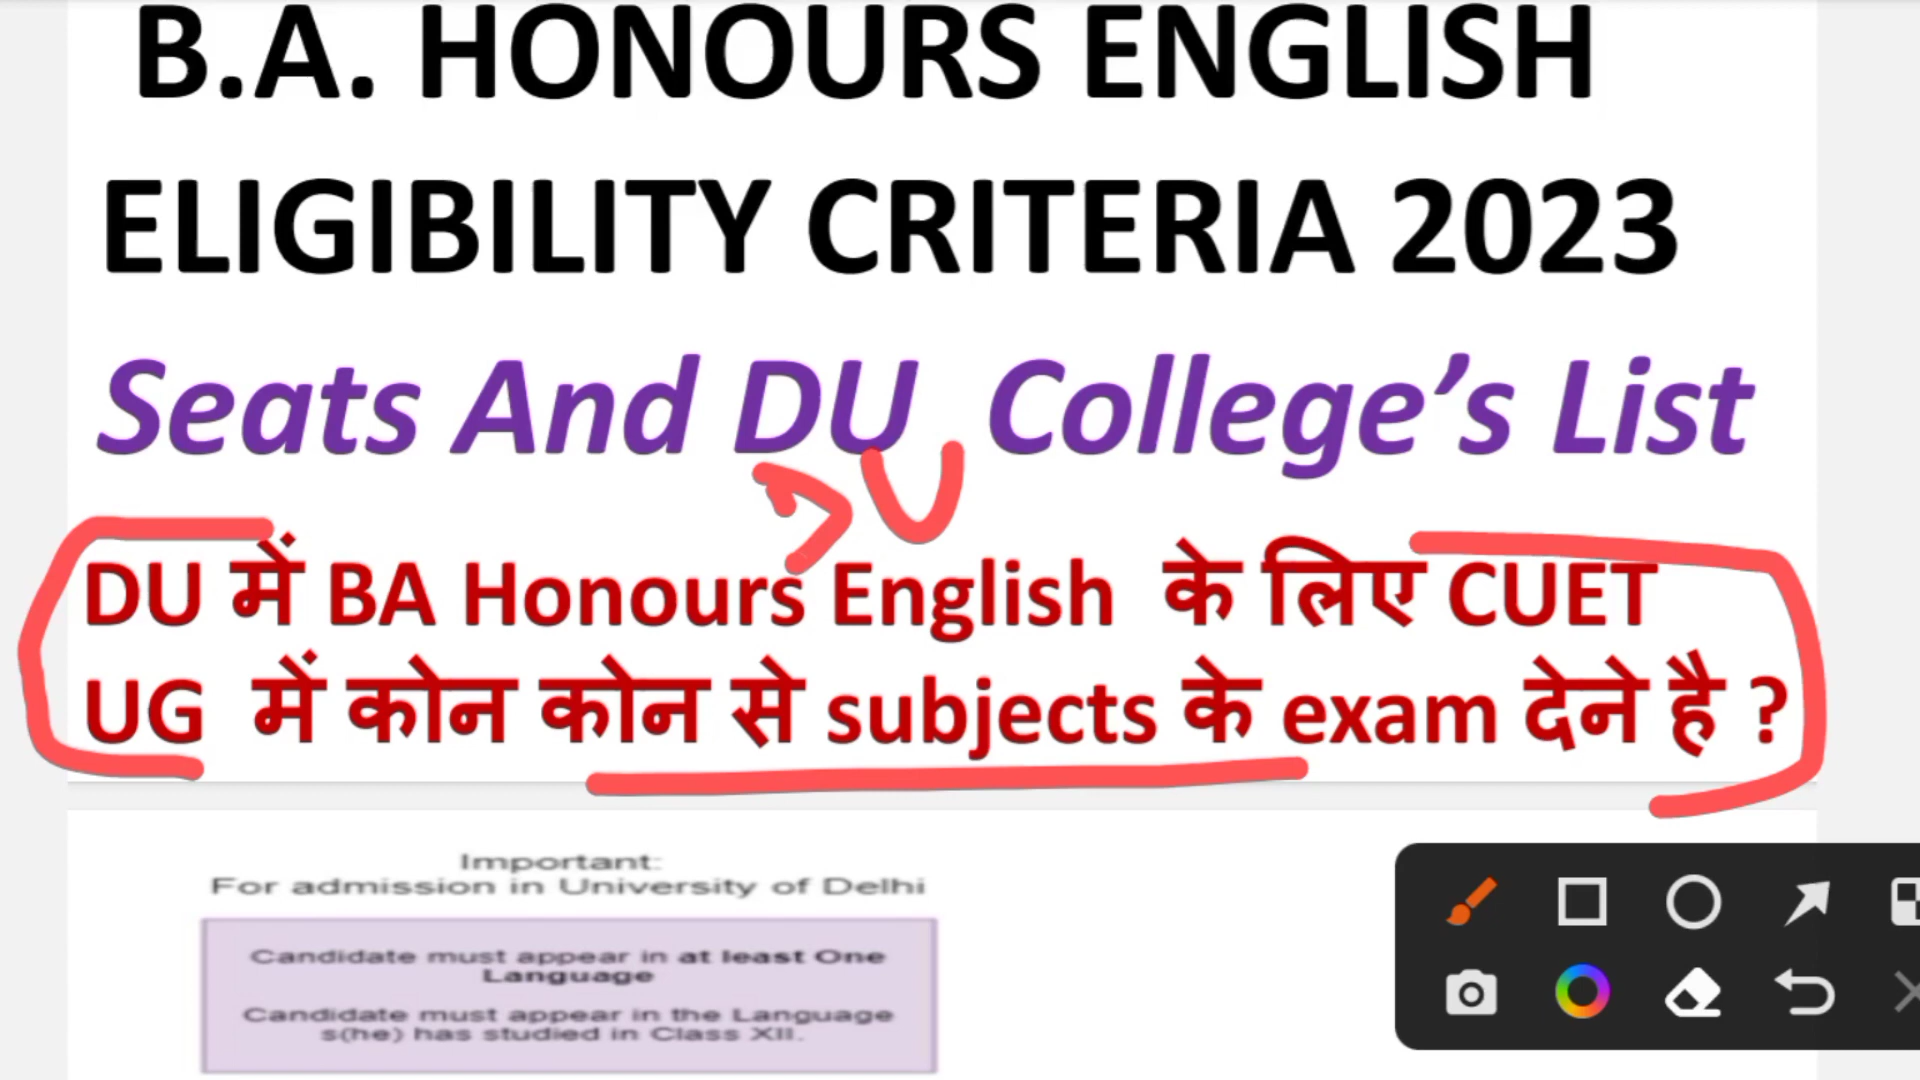 B.A. HONOURS ENGLISH
ELIGIBILITY CRITERIA 2023
Seats And DU College’s List
DU
DU में BA Honours English के लिए CUET
UG में कोन कोन से subjects के exam देने है ?
Important:
For admission in University of Delhi
Candidate must appear in at least One
Language
Candidate must appear in the Language
s(he) has studied in Class XII.